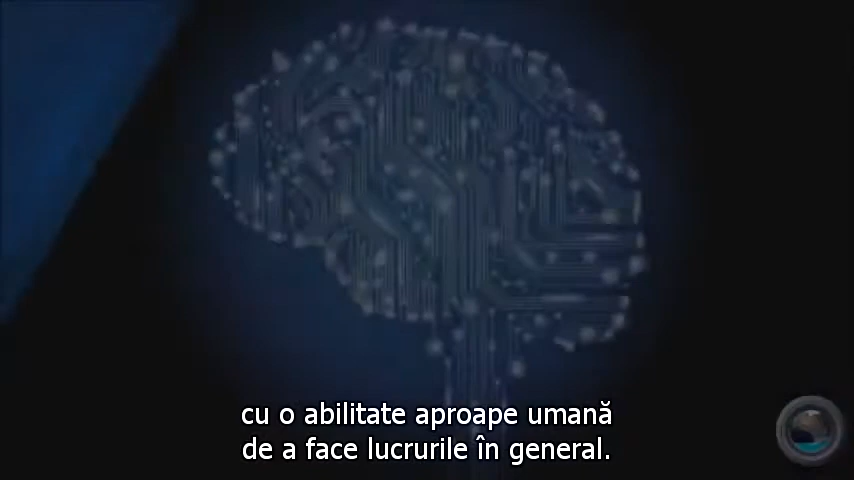 cu o abilitate aproape umană
de a face lucrurile în general.